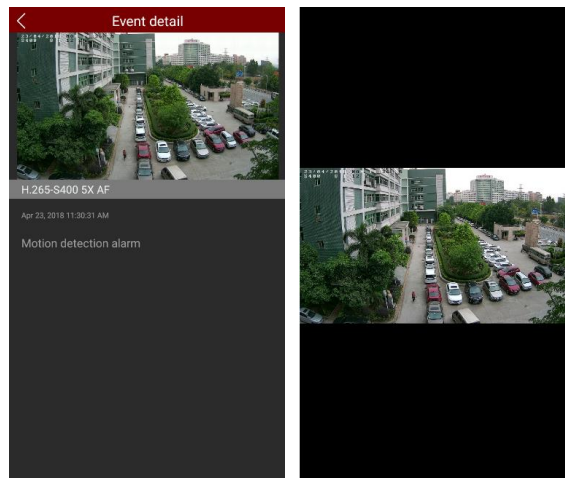 Event detail
H.265-S400 5X AF
Apr 23, 2018 11:30:31 AM
Motion detection alarm